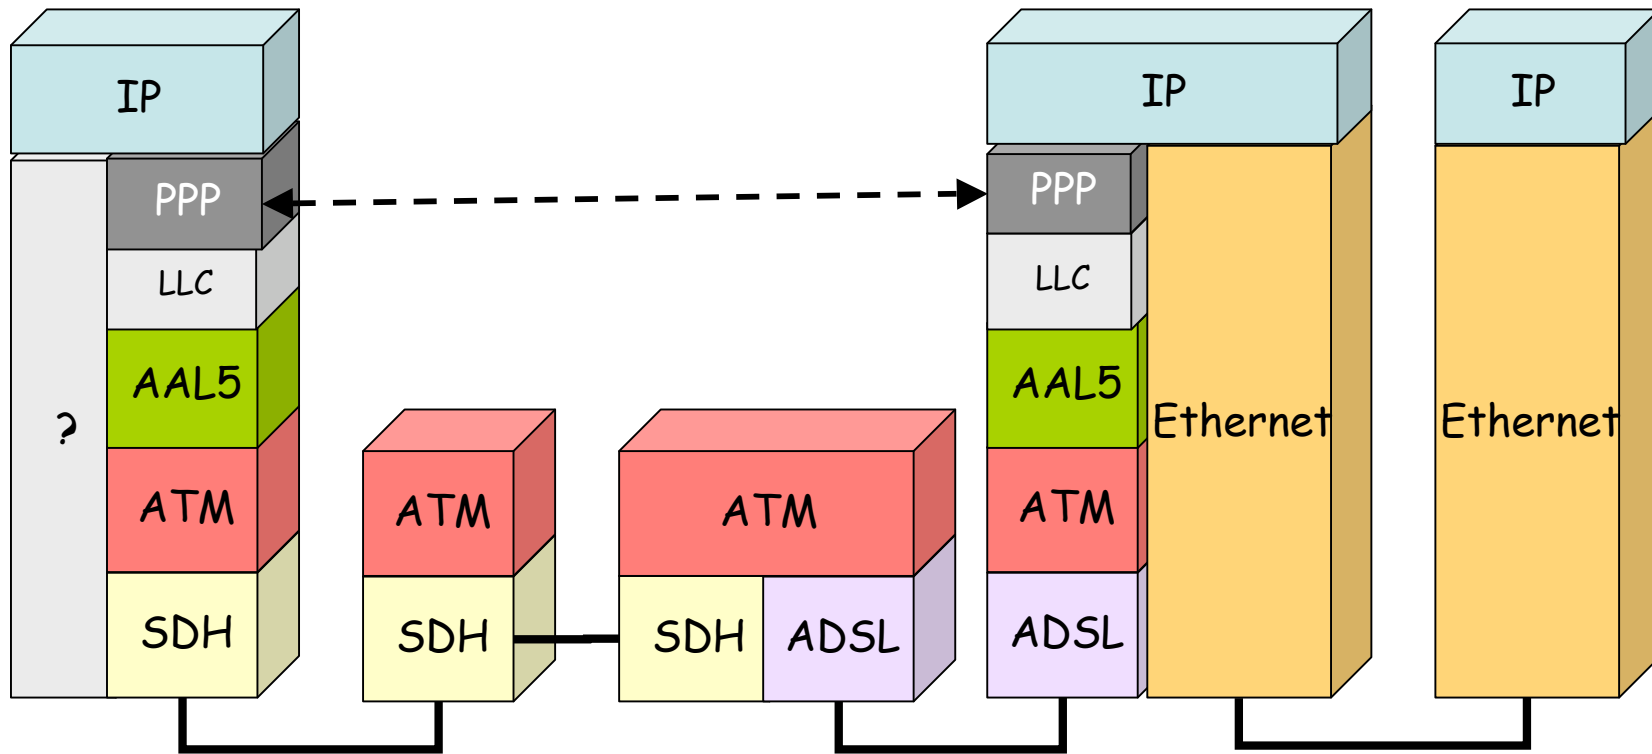 IP
PPP
LLC
AAL5
?
ATM
SDH
ATM
SDH
ATM
SDH
ADSL
IP
PPP
LLC
AAL5
Ethernet
ATM
ADSL
IP
Ethernet